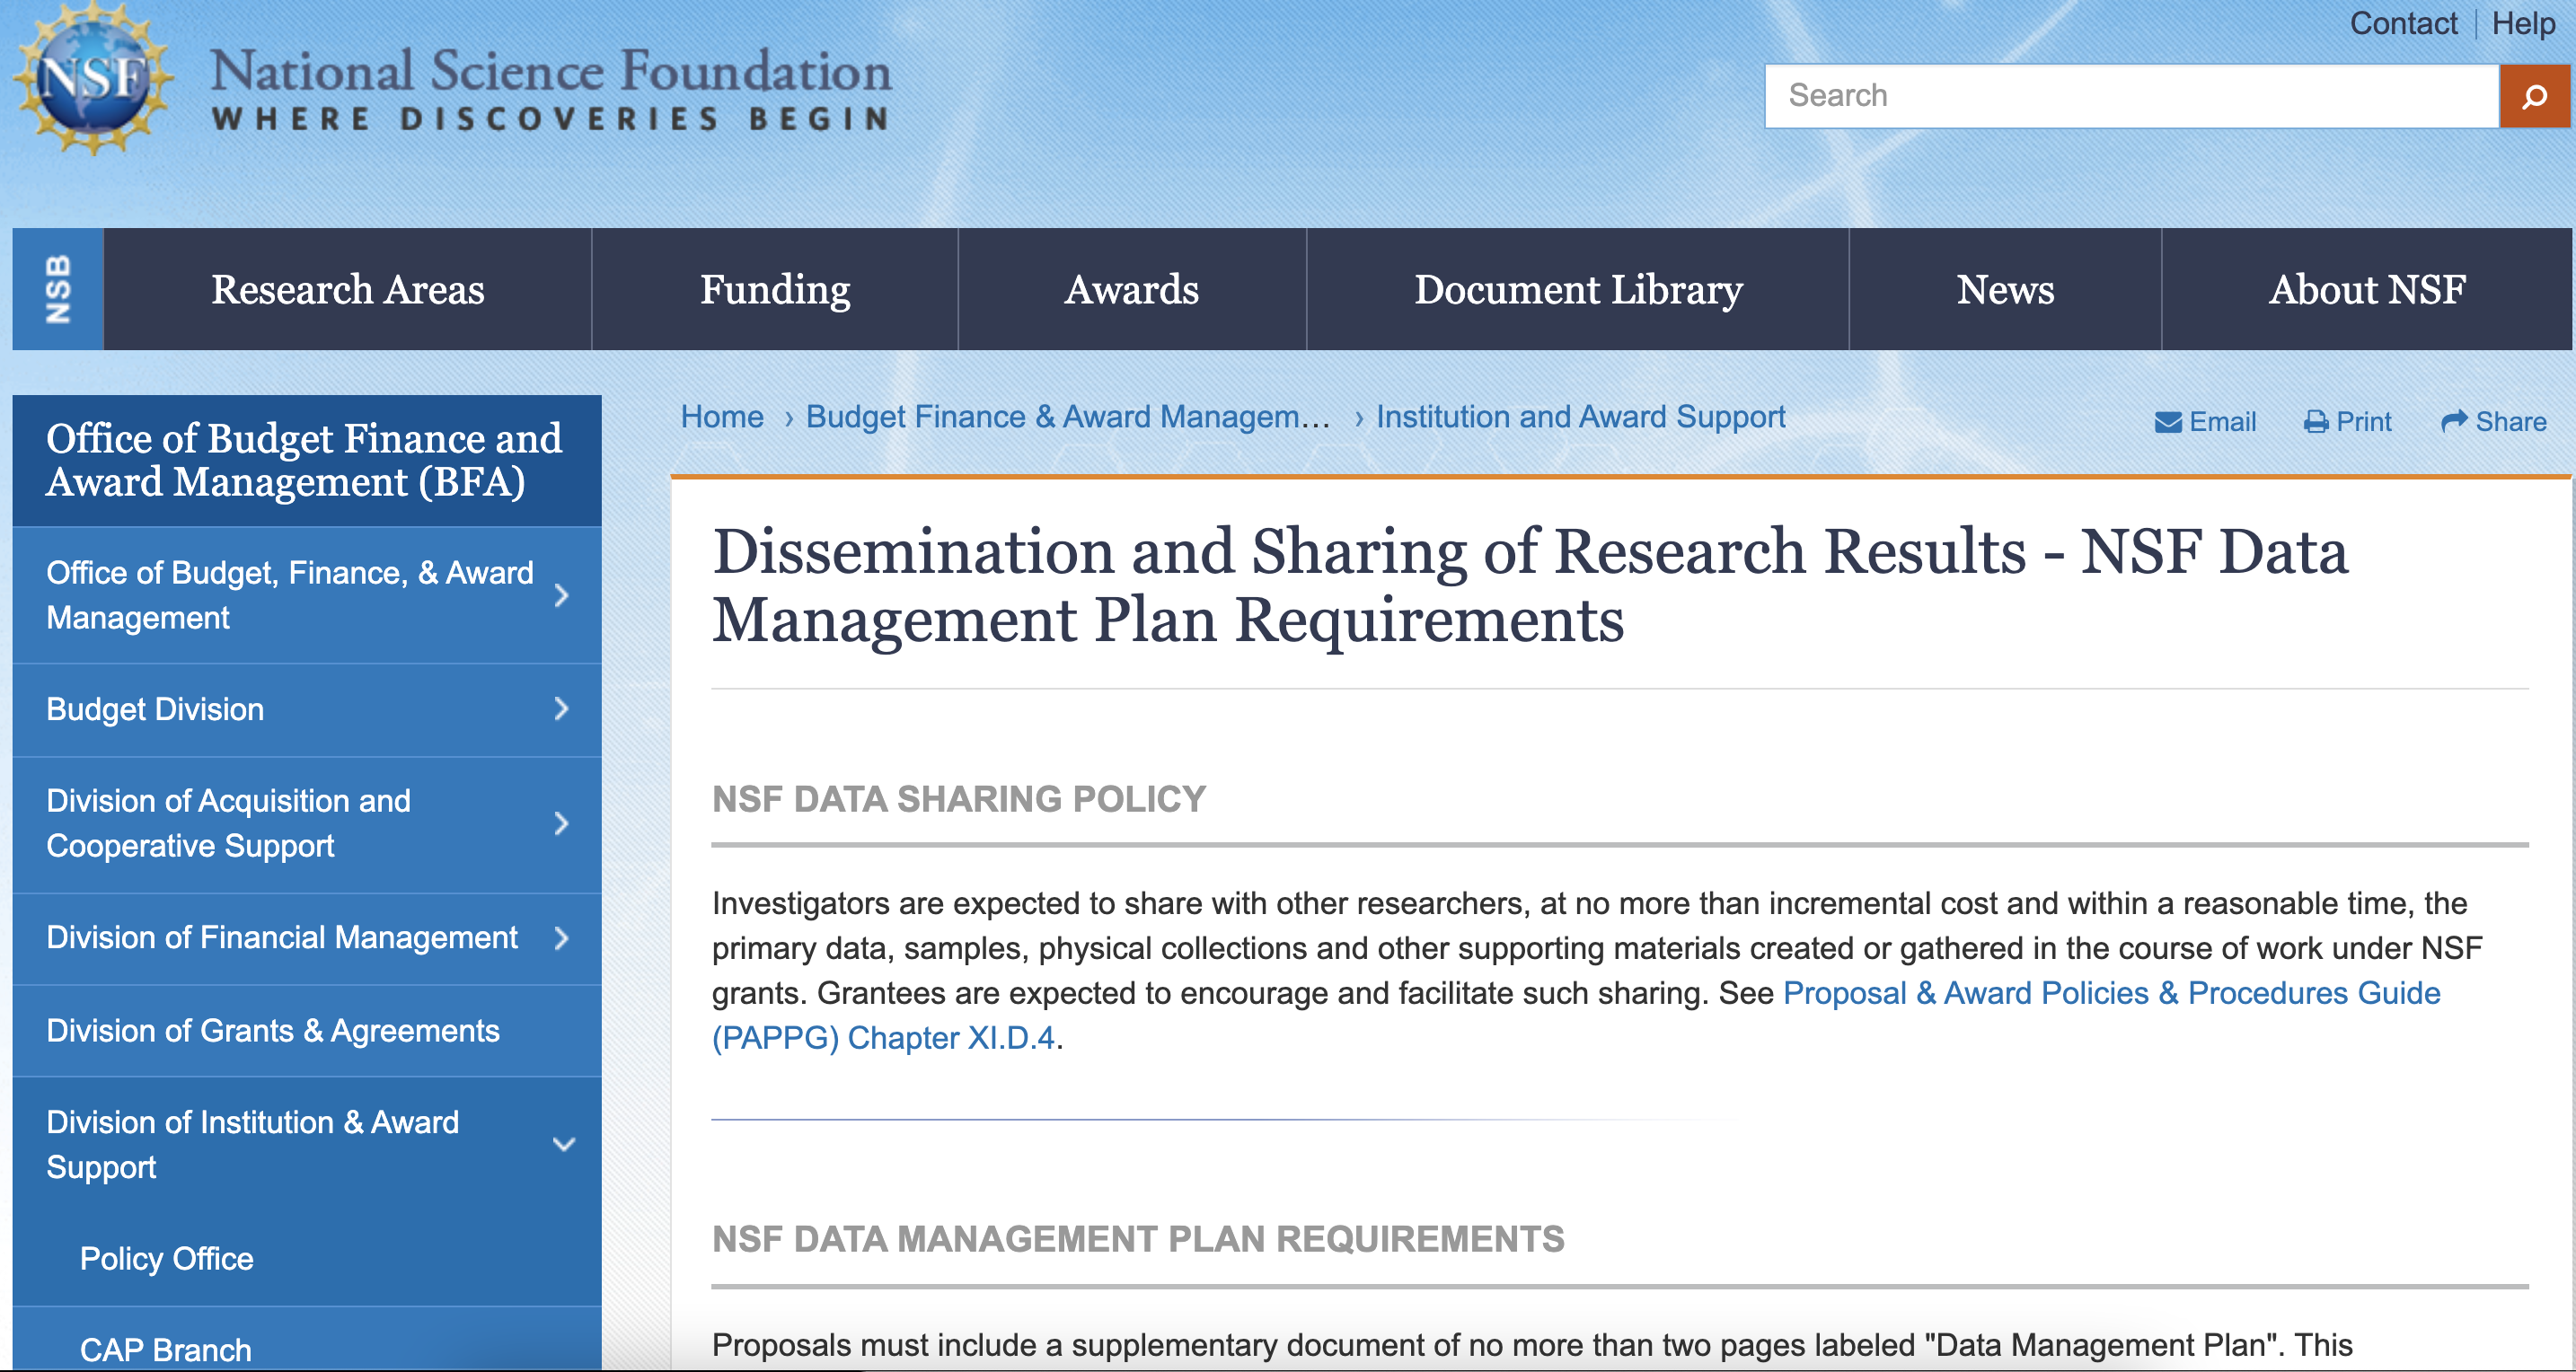 Contact
Help
NSF
National Science Foundation
WHERE DISCOVERIES BEGIN
Search
NSB
Research Areas
Funding
Awards
Document Library
News
About NSF
Office of Budget Finance and
Award Management (BFA)
Office of Budget, Finance, & Award
Management
Budget Division
Division of Acquisition and
Cooperative Support
Division of Financial Management
Division of Grants & Agreements
Division of Institution & Award
Support
Policy Office
CAP Branch
Home › Budget Finance & Award Managem... › Institution and Award Support
Email
Print
Share
Dissemination and Sharing of Research Results - NSF Data
Management Plan Requirements
NSF DATA SHARING POLICY
Investigators are expected to share with other researchers, at no more than incremental cost and within a reasonable time, the
primary data, samples, physical collections and other supporting materials created or gathered in the course of work under NSF
grants. Grantees are expected to encourage and facilitate such sharing. See Proposal & Award Policies & Procedures Guide
(PAPPG) Chapter XI.D.4.
NSF DATA MANAGEMENT PLAN REQUIREMENTS
Proposals must include a supplementary document of no more than two pages labeled "Data Management Plan". This